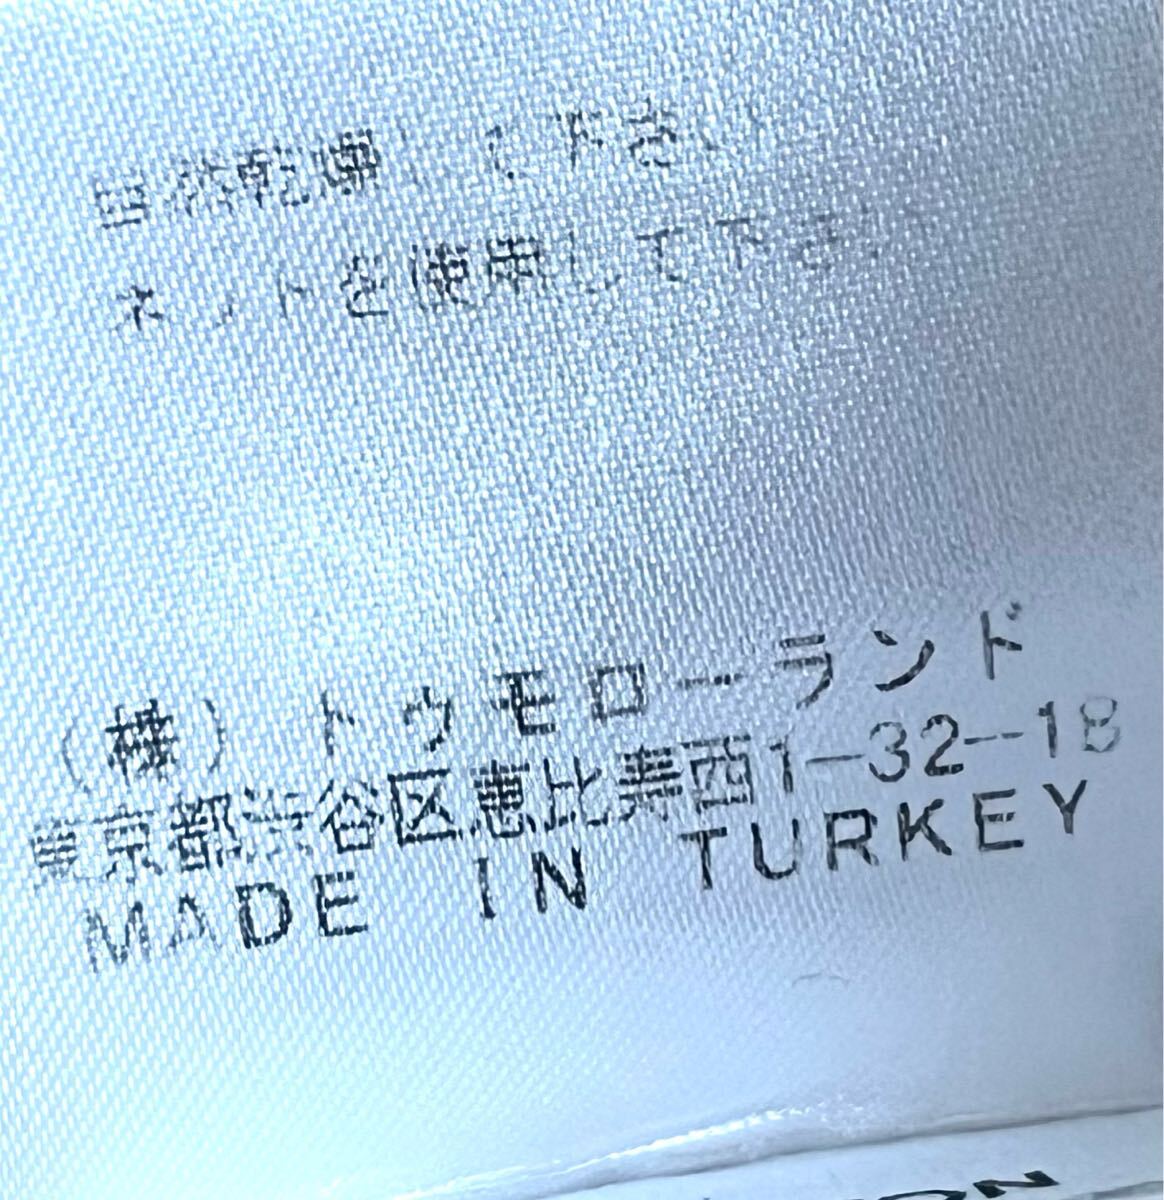 自然乾燥して下さい
ネットを使用して下さい
(株)トゥモローランド
東京都渋谷区恵比寿西1-32-18
MADE IN TURKEY